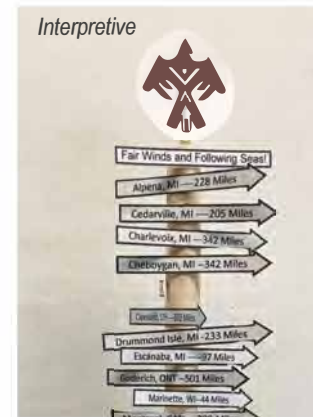 Interpretive
Fair Winds and Following Seas!
Alpena, MI ----228 Miles
Cedarville, MI ----205 Miles
Charlevoix, MI --342 Miles
Cheboygan, MI --342 Miles
Drummond Isle, MI -233 Miles
Escanaba, MI ---97 Miles
Goderich, ONT --501 Miles
Marinette, WI--44 Miles